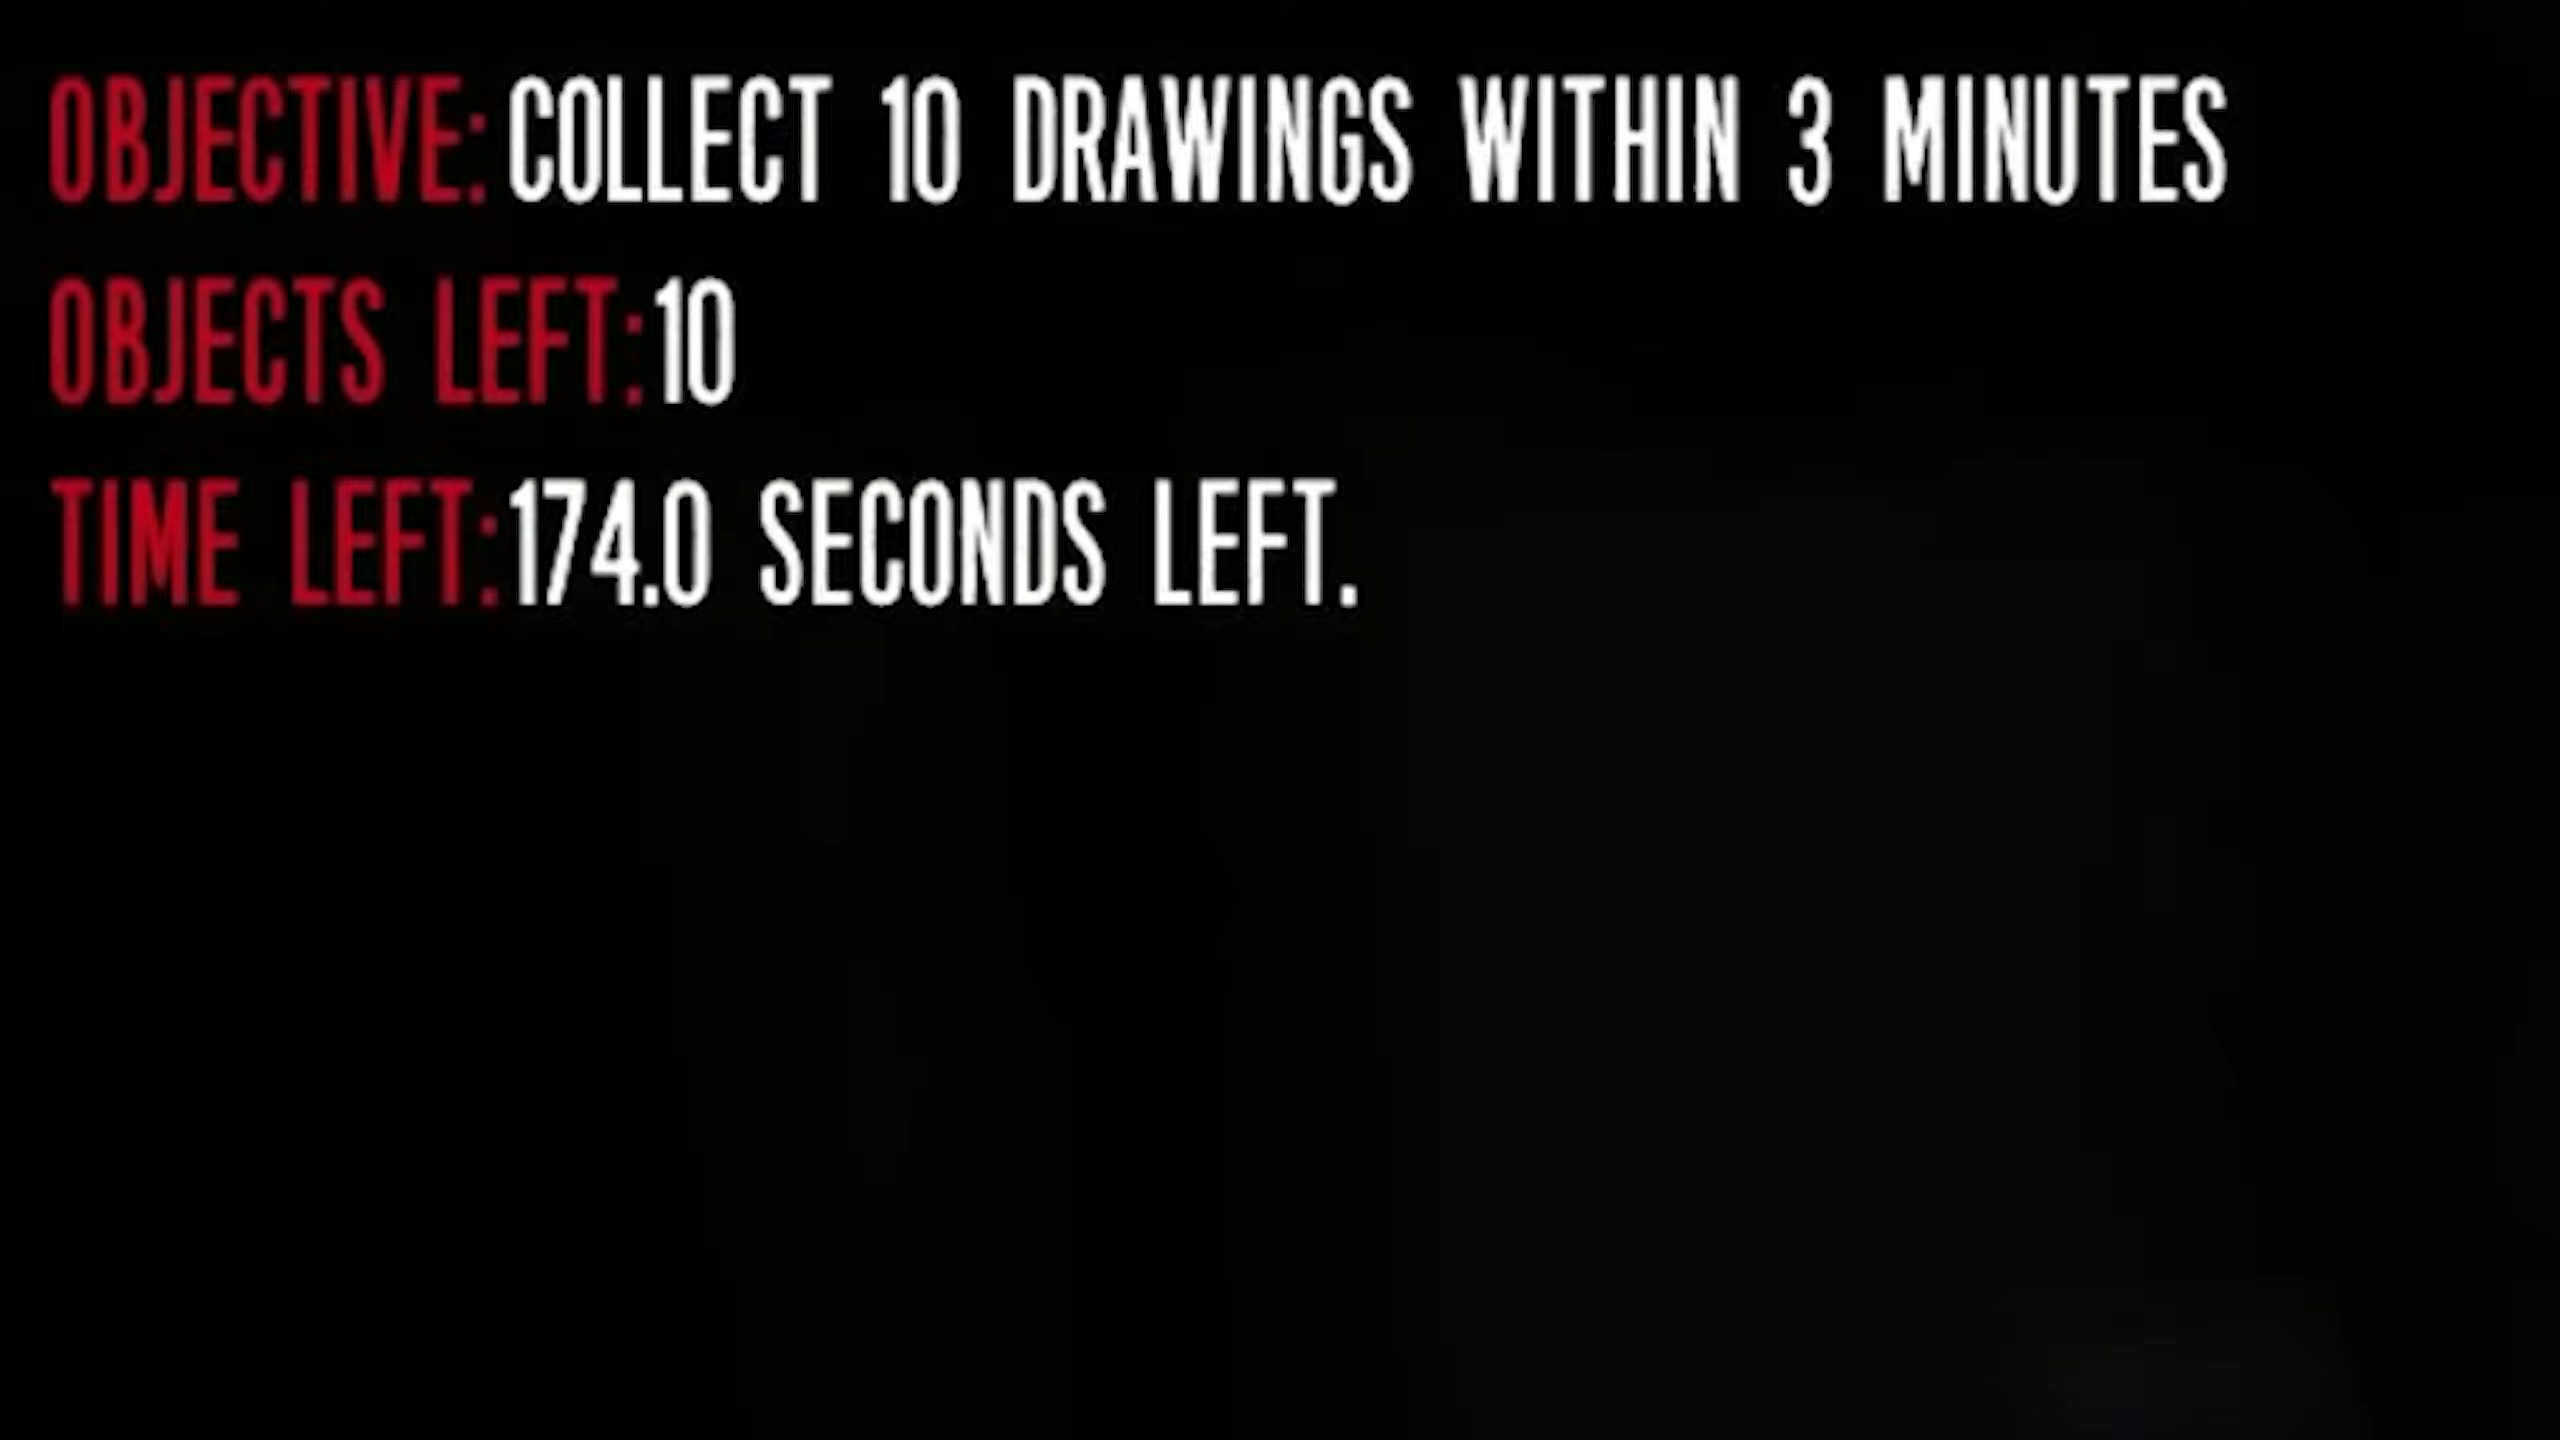 OBJECTIVE: COLLECT 10 DRAWINGS WITHIN 3 MINUTES
OBJECTS LEFT: 10
TIME LEFT: 174.0 SECONDS LEFT.